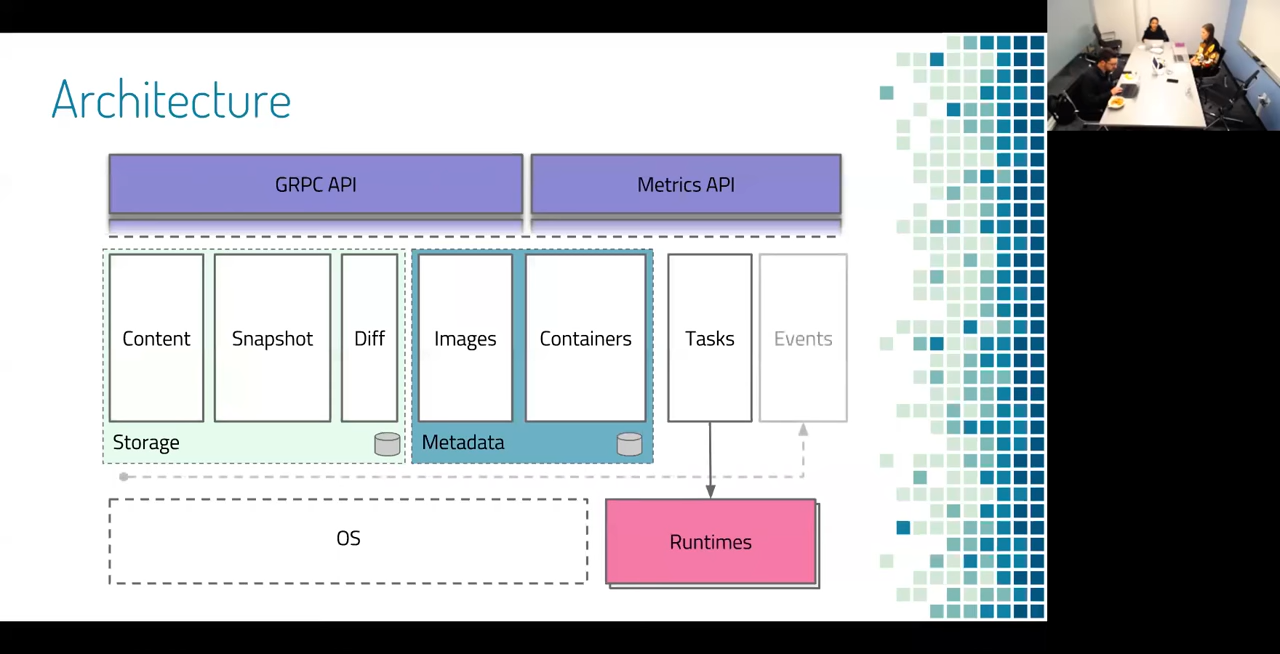 Architecture
GRPC API
Metrics API
Content
Snapshot
Diff
Images
Containers
Tasks
Events
Storage
Metadata
OS
Runtimes